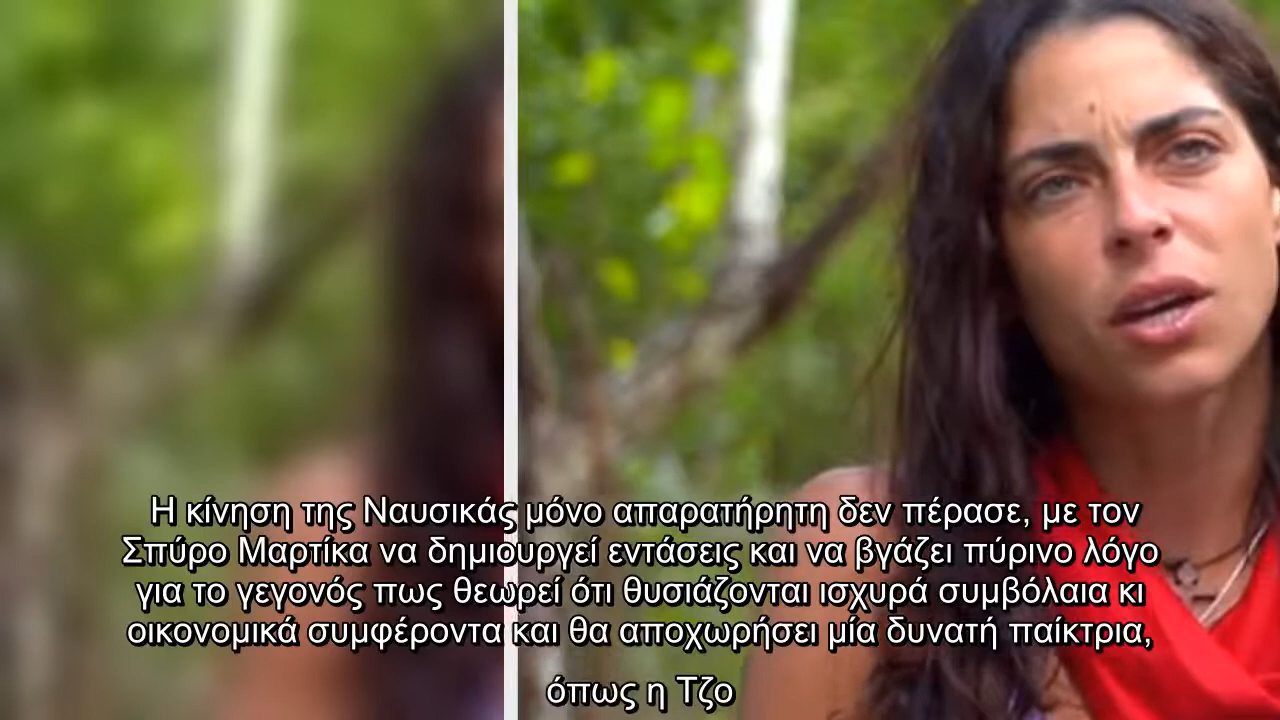 Η κίνηση της Ναυσικάς μόνο απαρατήρητη δεν πέρασε, με τον
Σπύρο Μαρτίκα να δημιουργεί εντάσεις και να βγάζει πύρινο λόγο
για το γεγονός πως θεωρεί ότι θυσιάζονται ισχυρά συμβόλαια κι
οικονομικά συμφέροντα και θα αποχωρήσει μία δυνατή παίκτρια,
όπως η Τζο